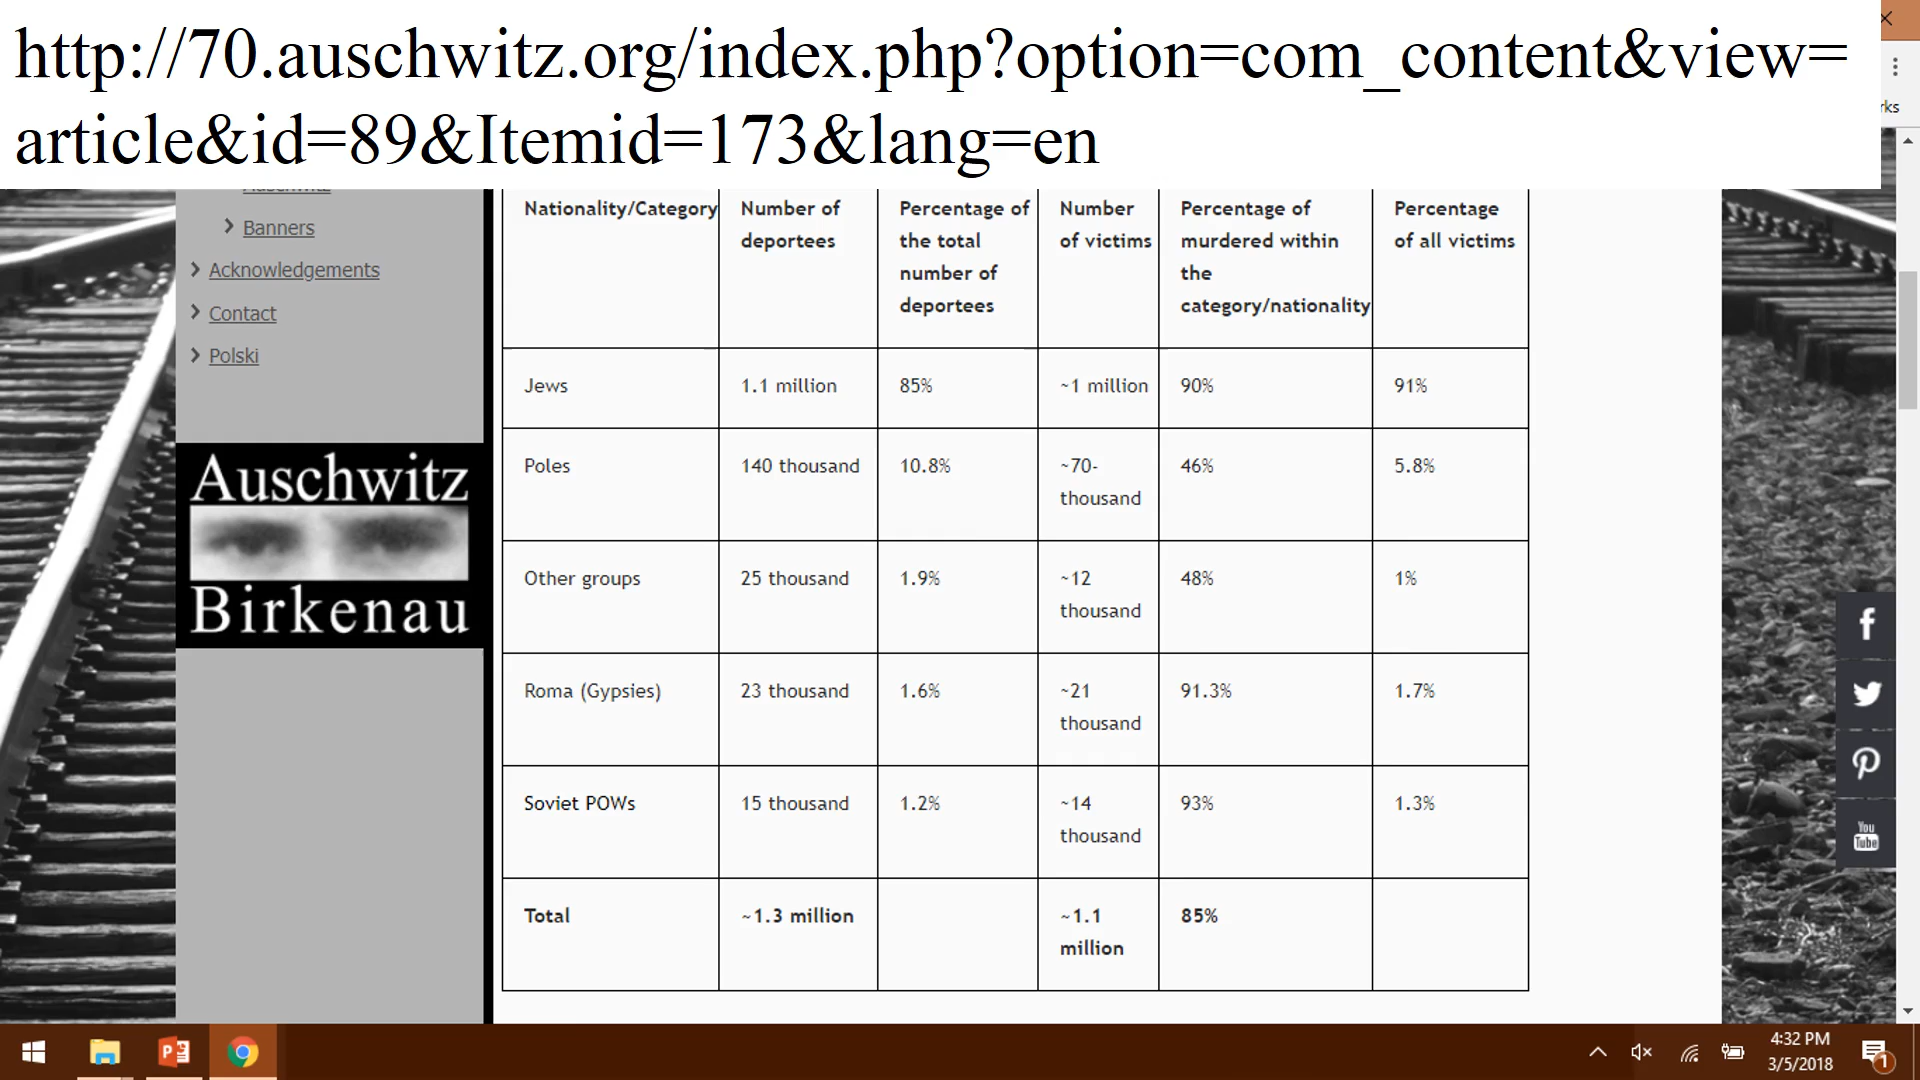 http://70.auschwitz.org/index.php?option=com_content&view=
article&id=89&Itemid=173&lang=en
rks
Auschwitz
Banners
Acknowledgements
Contact
Polski
Auschwitz
Birkenau
Nationality/Category
Number of
deportees
Percentage of
the total
number of
deportees
Number
of victims
Percentage of
murdered within
the
category/nationality
Percentage
of all victims
Jews
1.1 million
85%
~1 million
90%
91%
Poles
140 thousand
10.8%
~70-
thousand
46%
5.8%
Other groups
25 thousand
1.9%
~12
thousand
48%
1%
Roma (Gypsies)
23 thousand
1.6%
~21
thousand
91.3%
1.7%
Soviet POWs
15 thousand
1.2%
~14
thousand
93%
1.3%
Total
~1.3 million
~1.1
million
85%
You
Tube
4:32 PM
3/5/2018
1